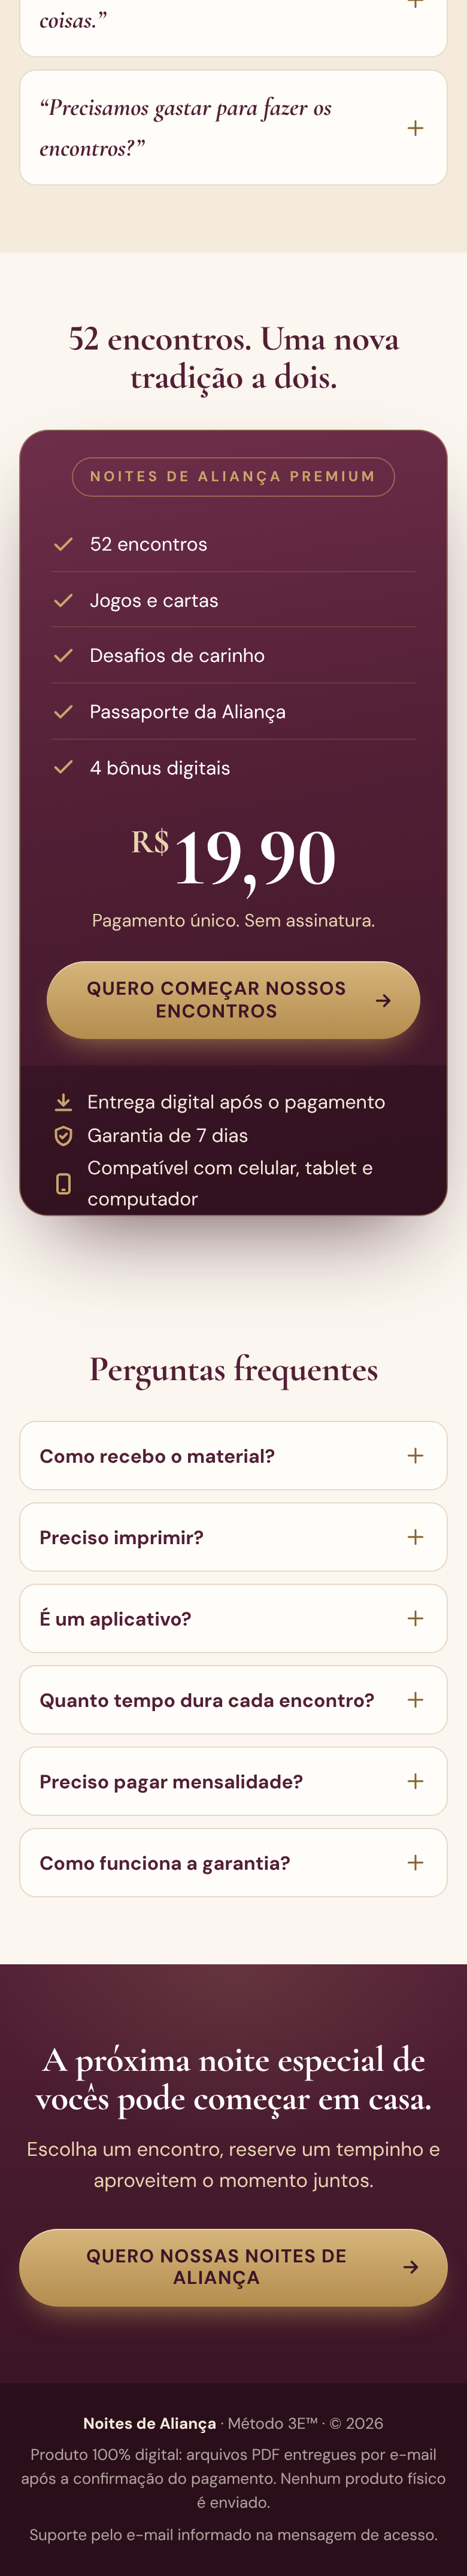 coisas.”
“Precisamos gastar para fazer os
encontros?”
52 encontros. Uma nova
tradição a dois.
NOITES DE ALIANÇA PREMIUM
52 encontros
Jogos e cartas
Desafios de carinho
Passaporte da Aliança
4 bônus digitais
R$19,90
Pagamento único. Sem assinatura.
QUERO COMEÇAR NOSSOS
ENCONTROS
Entrega digital após o pagamento
Garantia de 7 dias
Compatível com celular, tablet e
computador
Perguntas frequentes
Como recebo o material?
Preciso imprimir?
É um aplicativo?
Quanto tempo dura cada encontro?
Preciso pagar mensalidade?
Como funciona a garantia?
A próxima noite especial de
vocês pode começar em casa.
Escolha um encontro, reserve um tempinho e
aproveitem o momento juntos.
QUERO NOSSAS NOITES DE
ALIANÇA
Noites de Aliança · Método 3E™ · © 2026
Produto 100% digital: arquivos PDF entregues por e-mail
após a confirmação do pagamento. Nenhum produto físico
é enviado.
Suporte pelo e-mail informado na mensagem de acesso.